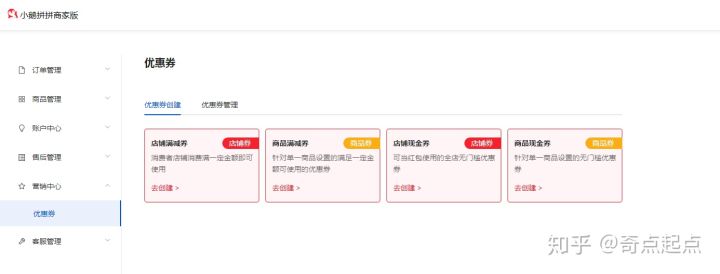 小鹅拼拼商家版
订单管理
商品管理
账户中心
售后管理
营销中心
优惠券
客服管理
优惠券
优惠券创建 优惠券管理
店铺满减券 店铺券
消费者店铺消费满一定金额即可
使用
去创建 >
商品满减券 商品券
针对单一商品设置的满足一定金
额可使用的优惠券
去创建 >
店铺现金券 店铺券
可当红包使用的全店无门槛优惠
券
去创建 >
商品现金券 商品券
针对单一商品设置的无门槛优惠
券
去创建 >
知乎 @奇点起点